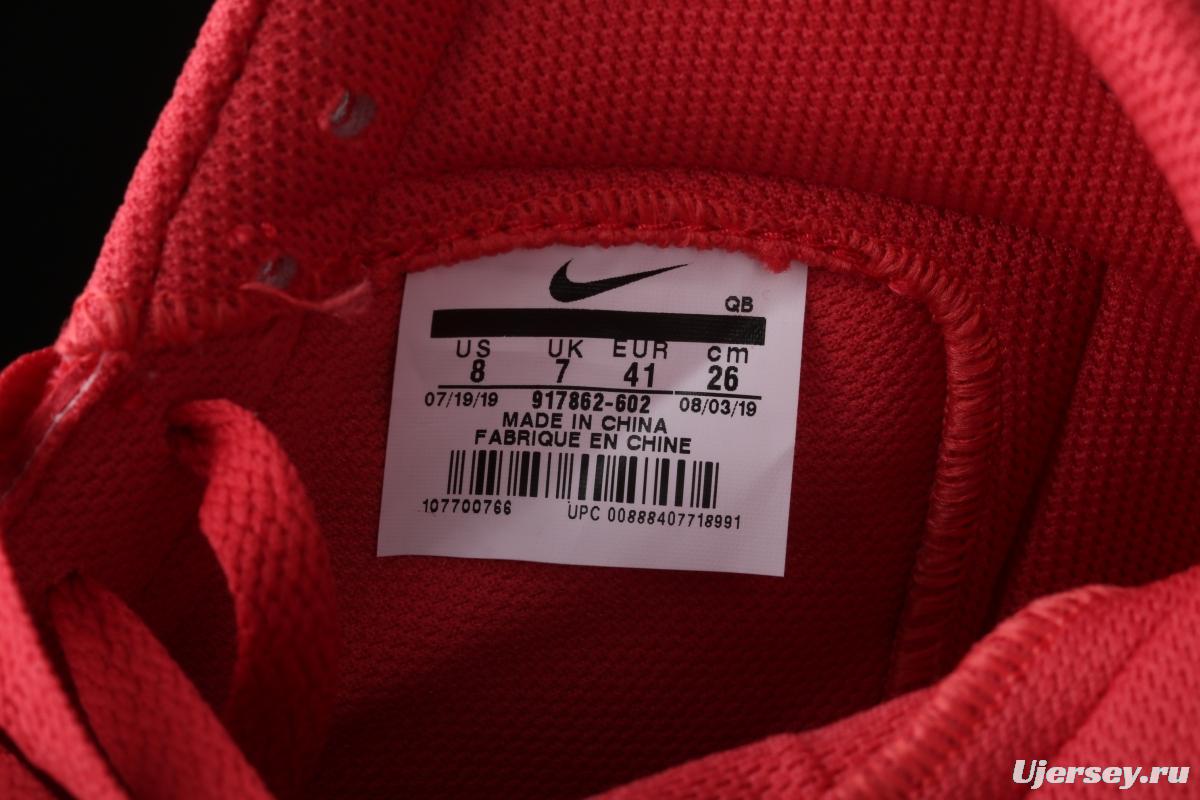 QB
US UK EUR cm
8 7 41 26
07/19/19 917862-602 08/03/19
MADE IN CHINA
FABRIQUE EN CHINE
107700766 UPC 00888407718991
Ujersey.ru